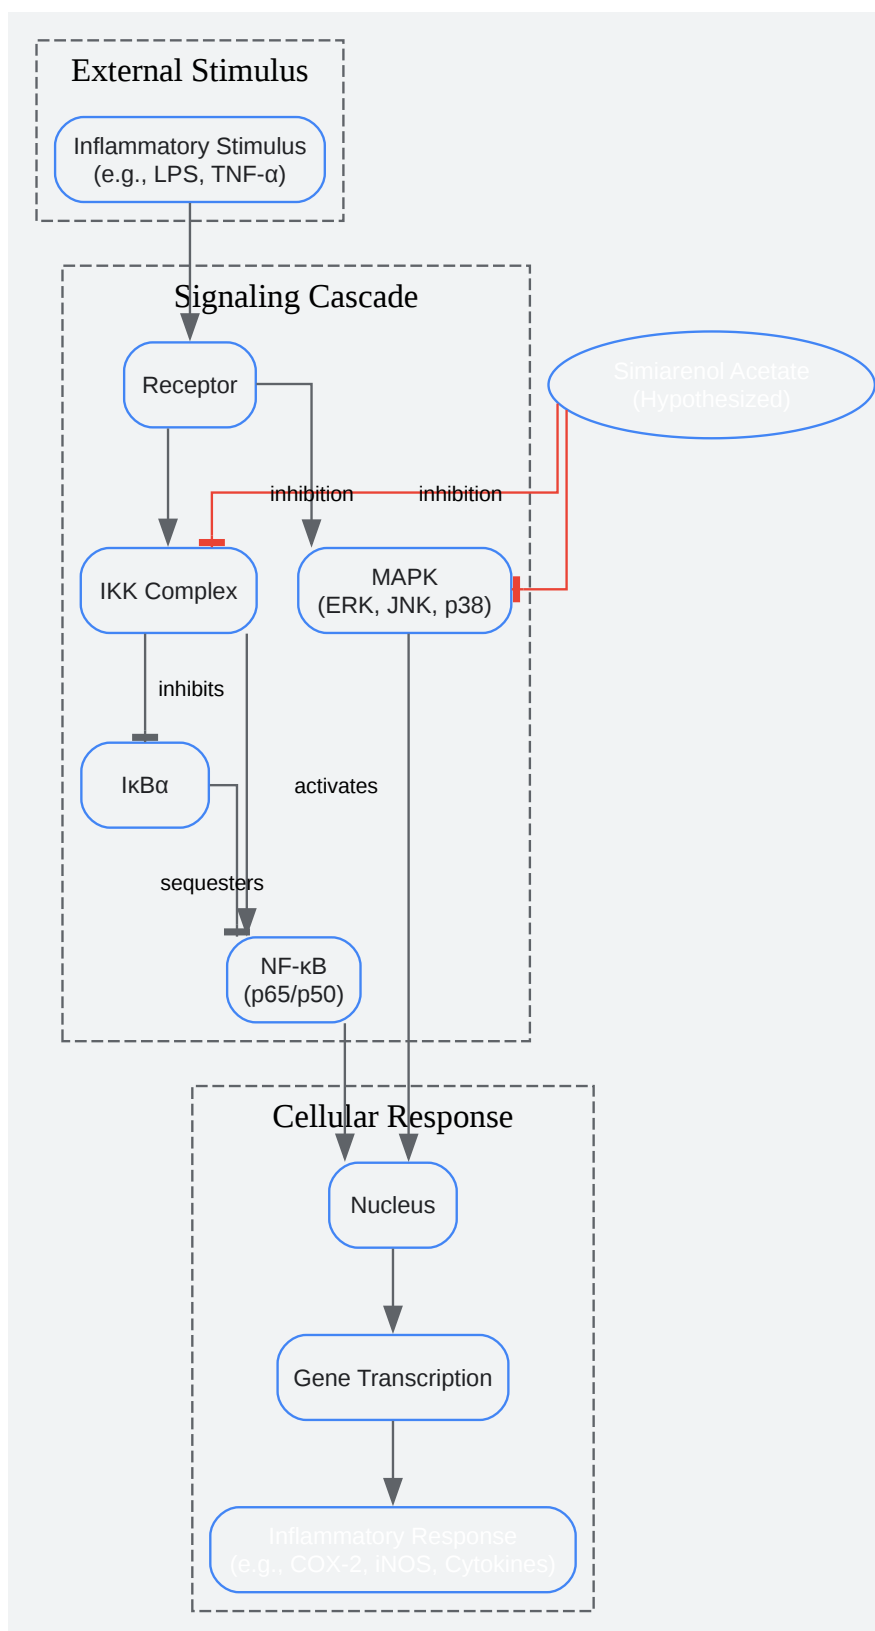 External Stimulus
Inflammatory Stimulus
(e.g., LPS, TNF-α)
Signaling Cascade
Receptor
Simiarenol Acetate
(Hypothesized)
inhibition
inhibition
IKK Complex
MAPK
(ERK, JNK, p38)
inhibits
IκBα
activates
sequesters
NF-κB
(p65/p50)
Cellular Response
Nucleus
Gene Transcription
Inflammatory Response
(e.g., COX-2, iNOS, Cytokines)